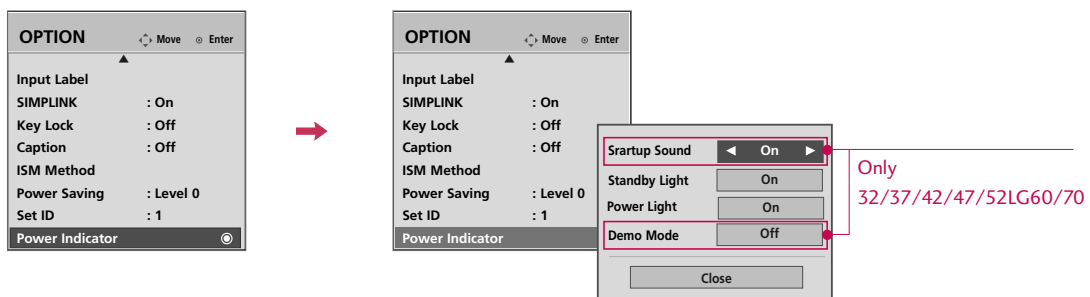 OPTION Move Enter
Input Label
SIMPLINK : On
Key Lock : Off
Caption : Off
ISM Method
Power Saving : Level 0
Set ID : 1
Power Indicator
OPTION Move Enter
Input Label
SIMPLINK : On
Key Lock : Off
Caption : Off
ISM Method
Power Saving : Level 0
Set ID : 1
Power Indicator
Srartup Sound On
Standby Light On
Power Light On
Demo Mode Off
Close
Only
32/37/42/47/52LG60/70